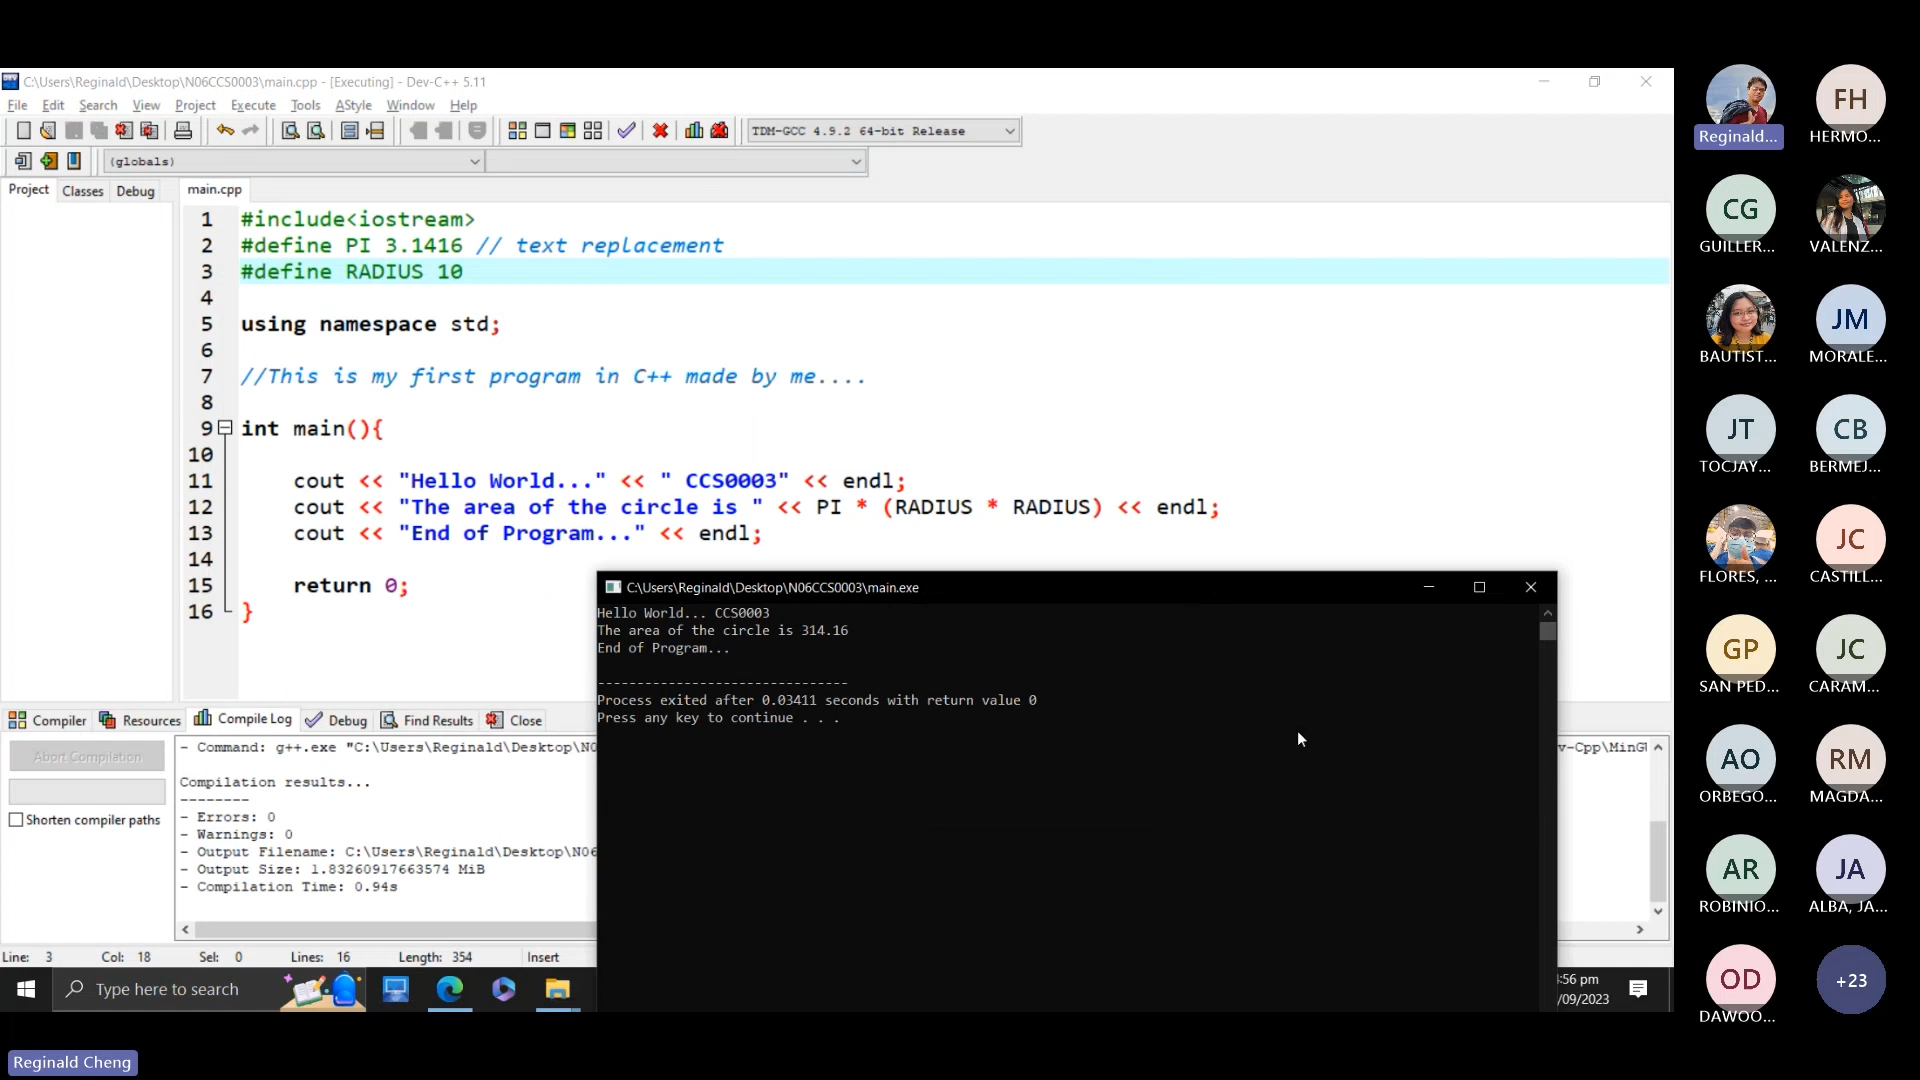 C:\Users\Reginald\Desktop\N06CCS0003\main.cpp - [Executing] - Dev-C++ 5.11
File Edit Search View Project Execute Tools AStyle Window Help
TDM-GCC 4.9.2 64-bit Release
(globals)
Project Classes Debug main.cpp
1 #include<iostream>
2 #define PI 3.1416 // text replacement
3 #define RADIUS 10
4
5 using namespace std;
6
7 //This is my first program in C++ made by me....
8
9 int main(){
10
11 cout << "Hello World..." << " CCS0003" << endl;
12 cout << "The area of the circle is " << PI * (RADIUS * RADIUS) << endl;
13 cout << "End of Program..." << endl;
14
15 return 0;
16 }
C:\Users\Reginald\Desktop\N06CCS0003\main.exe
Hello World... CCS0003
The area of the circle is 314.16
End of Program...
--------------------------------
Process exited after 0.03411 seconds with return value 0
Press any key to continue . . .
Compiler Resources Compile Log Debug Find Results Close
Abort Compilation
Shorten compiler paths
- Command: g++.exe "C:\Users\Reginald\Desktop\N0
v-Cpp\MinG
Compilation results...
--------
- Errors: 0
- Warnings: 0
- Output Filename: C:\Users\Reginald\Desktop\N06
- Output Size: 1.83260917663574 MiB
- Compilation Time: 0.94s
Line: 3 Col: 18 Sel: 0 Lines: 16 Length: 354 Insert
Type here to search
:56 pm
/09/2023
Reginald Cheng
Reginald...
FH
HERMO...
CG
GUILLER...
VALENZ...
BAUTIST...
JM
MORALE...
JT
TOCJAY...
CB
BERMEJ...
FLORES, ...
JC
CASTILL...
GP
SAN PED...
JC
CARAM...
AO
ORBEGO...
RM
MAGDA...
AR
ROBINIO...
JA
ALBA, JA...
OD
DAWOO...
+23